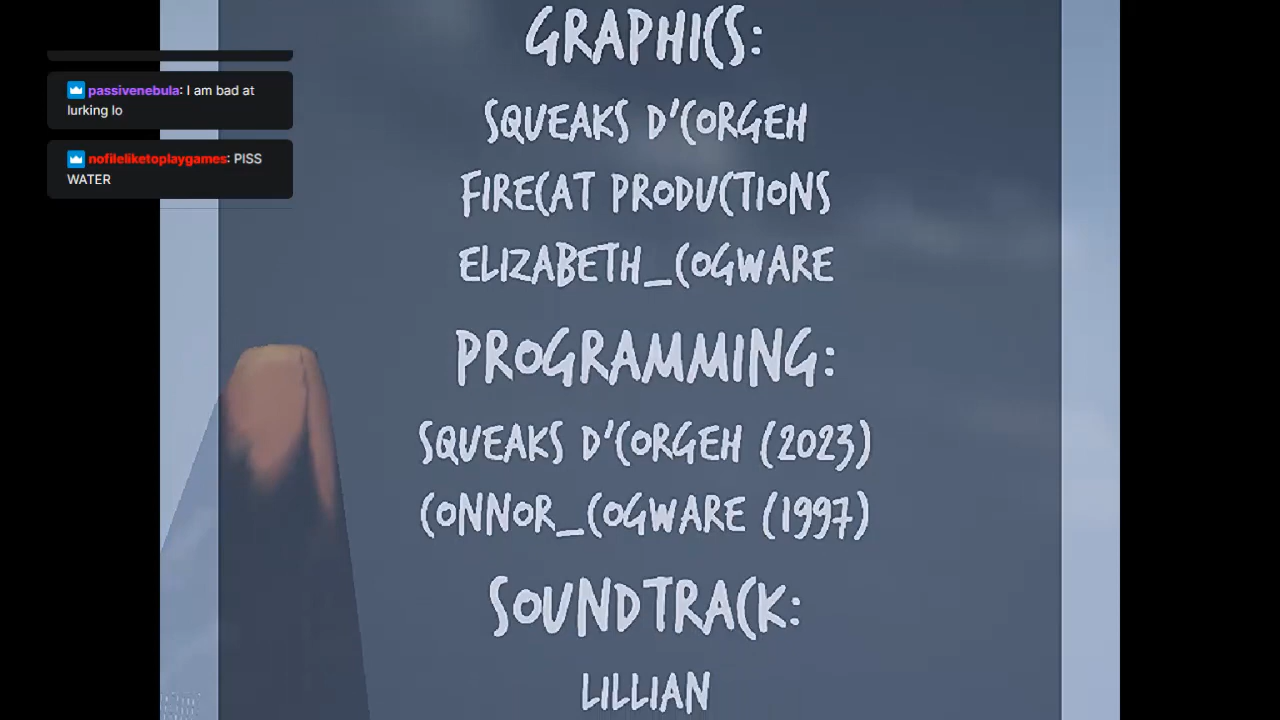 passivenebula: I am bad at
lurking lo
nofileliketoplaygames: PISS
WATER
GRAPHICS:
SQUEAKS D'CORGEH
FIRECAT PRODUCTIONS
ELIZABETH_COGWARE
PROGRAMMING:
SQUEAKS D'CORGEH (2023)
CONNOR_COGWARE (1997)
SOUNDTRACK:
LILLIAN